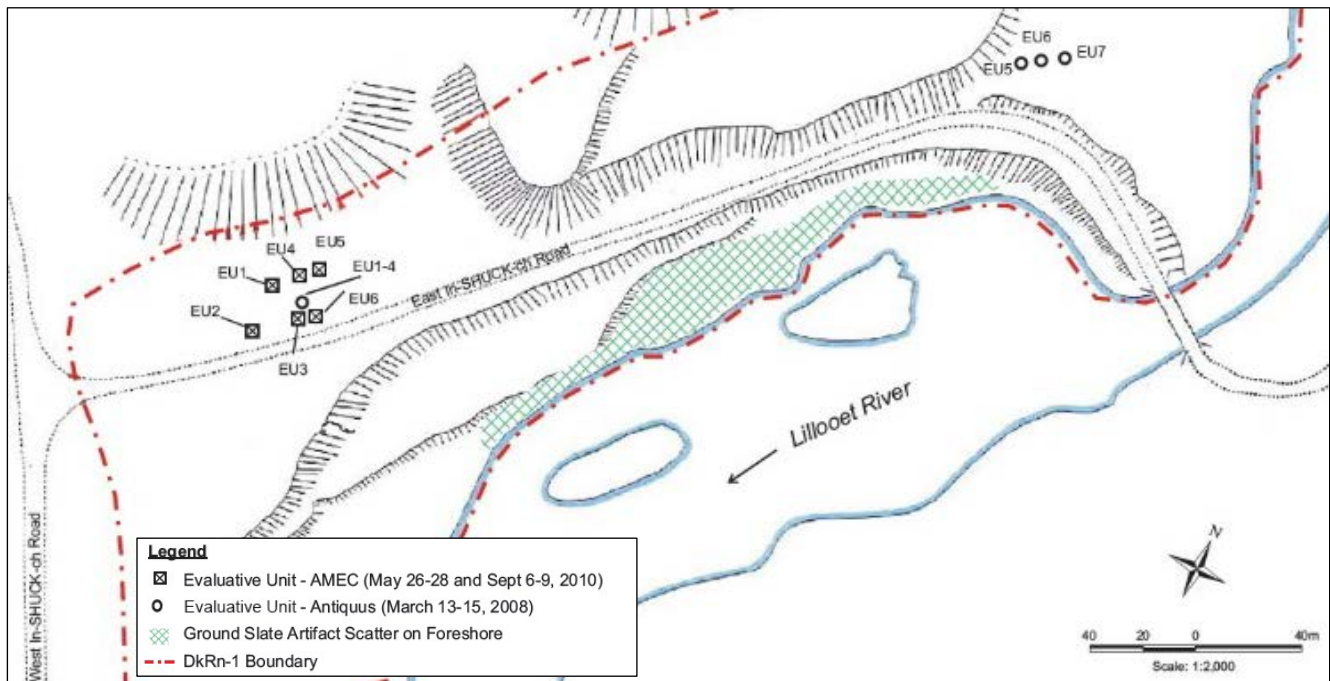 EU6
EU5
EU7
EU4
EU5
EU1
EU1-4
EU2
EU6
EU3
East In-SHUCK-ch Road
West In-SHUCK-ch Road
Lillooet River
N
Legend
Evaluative Unit - AMEC (May 26-28 and Sept 6-9, 2010)
Evaluative Unit - Antiquus (March 13-15, 2008)
Ground Slate Artifact Scatter on Foreshore
DkRn-1 Boundary
40 20 0 40m
Scale: 1:2,000